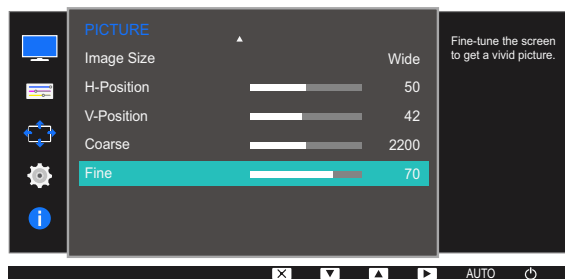 PICTURE
Image Size Wide
H-Position 50
V-Position 42
Coarse 2200
Fine 70
Fine-tune the screen
to get a vivid picture.
AUTO